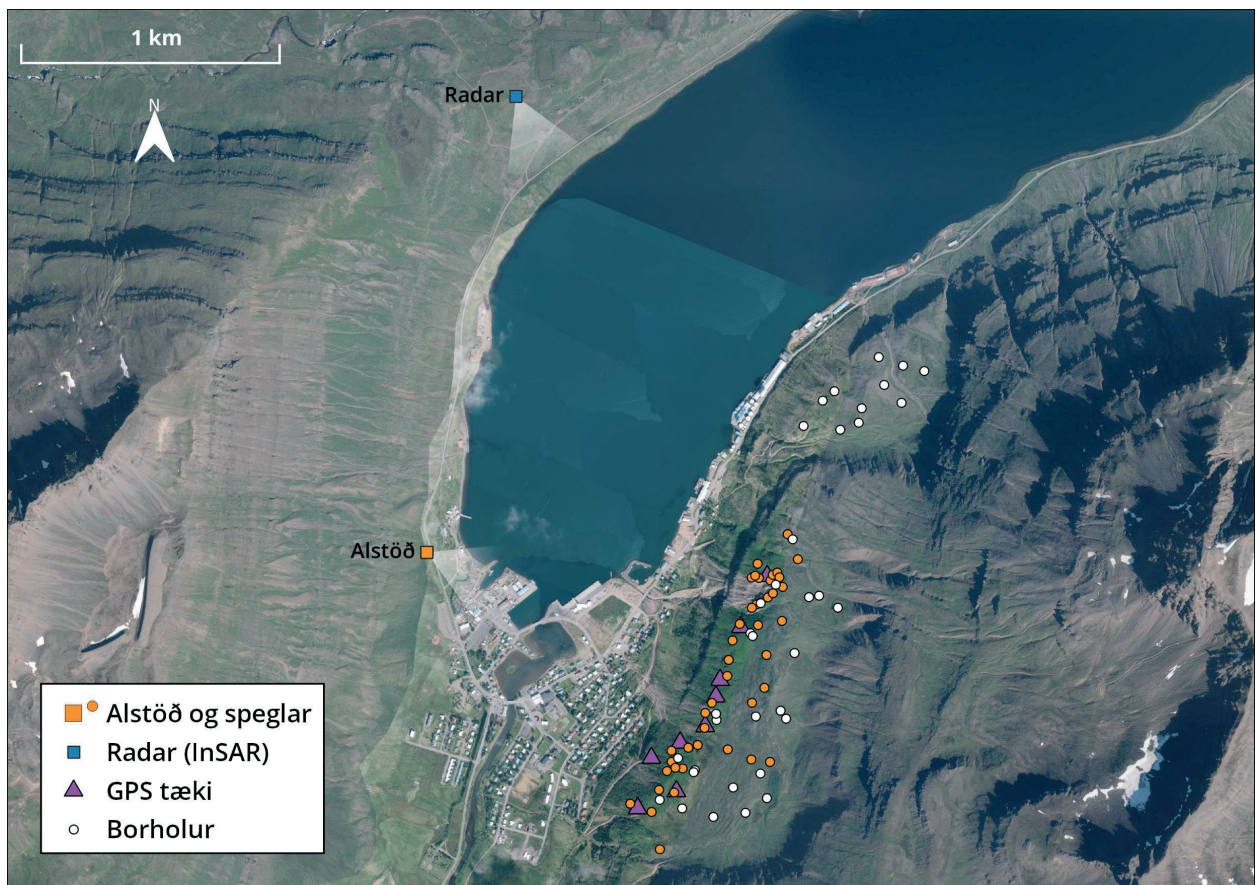 1 km
Radar
N
Alstöð
Alstöð og speglar
Radar (InSAR)
GPS tæki
Borholur